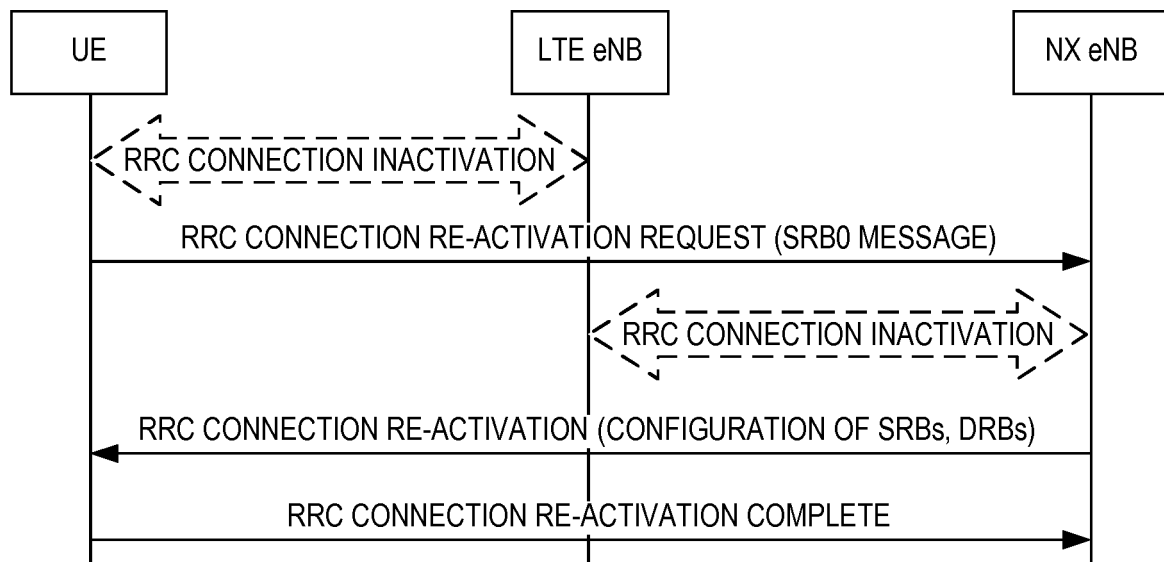 UE
LTE eNB
NX eNB
RRC CONNECTION INACTIVATION
RRC CONNECTION RE-ACTIVATION REQUEST (SRB0 MESSAGE)
RRC CONNECTION INACTIVATION
RRC CONNECTION RE-ACTIVATION (CONFIGURATION OF SRBs, DRBs)
RRC CONNECTION RE-ACTIVATION COMPLETE